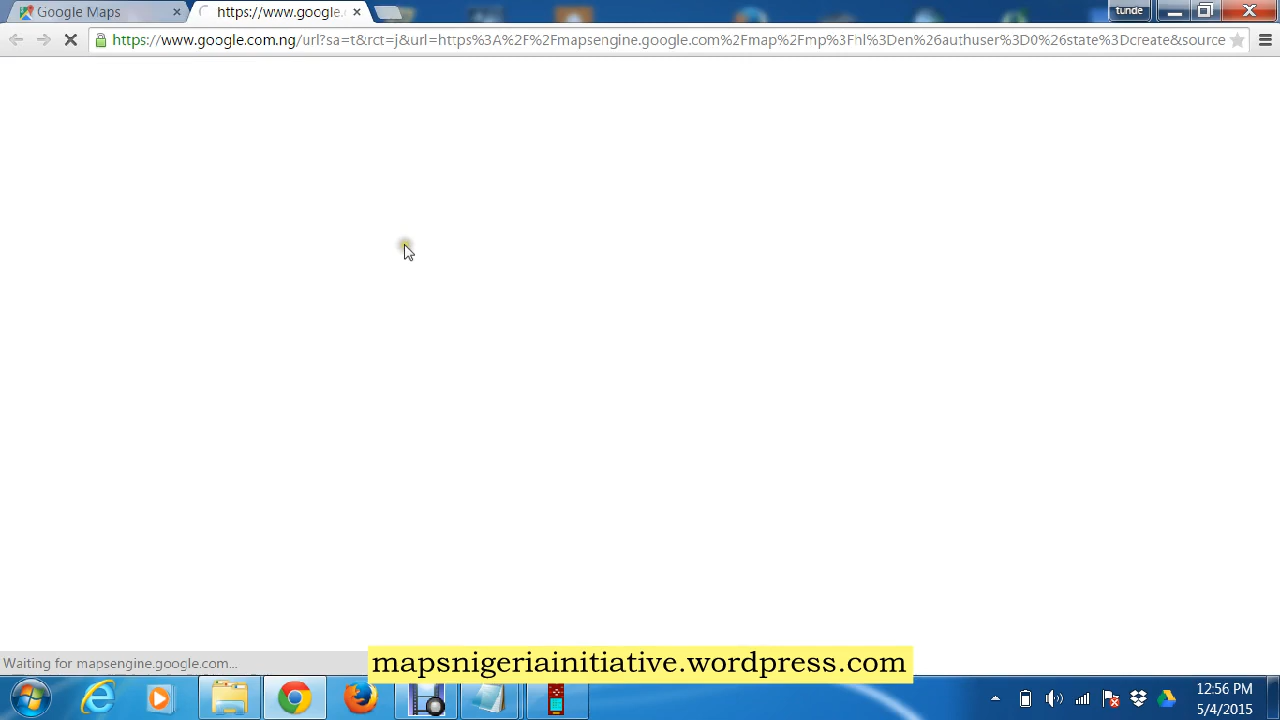 Google Maps
https://www.google.
tunde
https://www.google.com.ng/url?sa=t&rct=j&url=https%3A%2F%2Fmapsengine.google.com%2Fmap%2Fmp%3Fhl%3Den%26authuser%3D0%26state%3Dcreate&source
Waiting for mapsengine.google.com...
mapsnigeriainitiative.wordpress.com
12:56 PM
5/4/2015